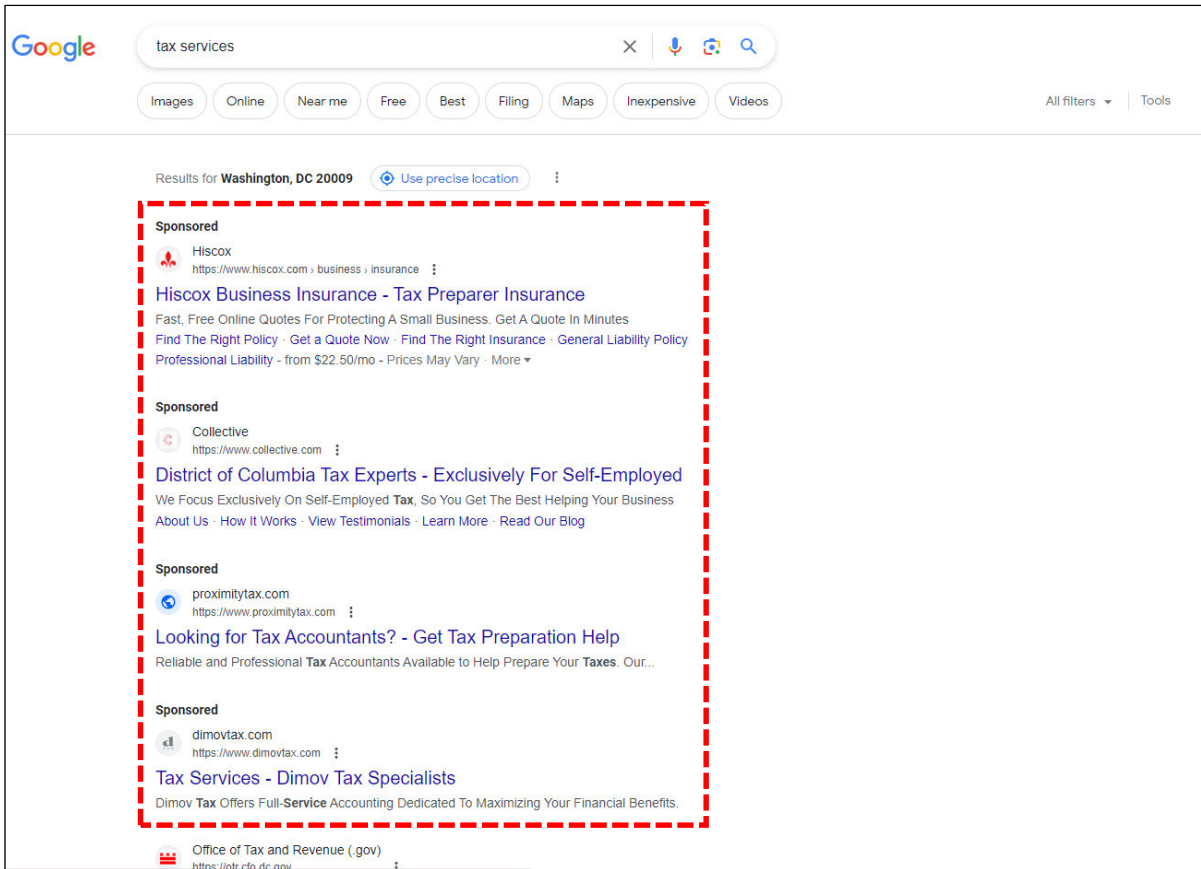 Google
tax services
Images Online Near me Free Best Filing Maps Inexpensive Videos All filters Tools
Results for Washington, DC 20009 Use precise location
Sponsored
Hiscox
https://www.hiscox.com › business › insurance
Hiscox Business Insurance - Tax Preparer Insurance
Fast, Free Online Quotes For Protecting A Small Business. Get A Quote In Minutes
Find The Right Policy · Get a Quote Now · Find The Right Insurance · General Liability Policy
Professional Liability - from $22.50/mo - Prices May Vary · More
Sponsored
Collective
https://www.collective.com
District of Columbia Tax Experts - Exclusively For Self-Employed
We Focus Exclusively On Self-Employed Tax, So You Get The Best Helping Your Business
About Us · How It Works · View Testimonials · Learn More · Read Our Blog
Sponsored
proximitytax.com
https://www.proximitytax.com
Looking for Tax Accountants? - Get Tax Preparation Help
Reliable and Professional Tax Accountants Available to Help Prepare Your Taxes. Our...
Sponsored
dimovtax.com
https://www.dimovtax.com
Tax Services - Dimov Tax Specialists
Dimov Tax Offers Full-Service Accounting Dedicated To Maximizing Your Financial Benefits.
Office of Tax and Revenue (.gov)
https://otr.cfo.dc.gov